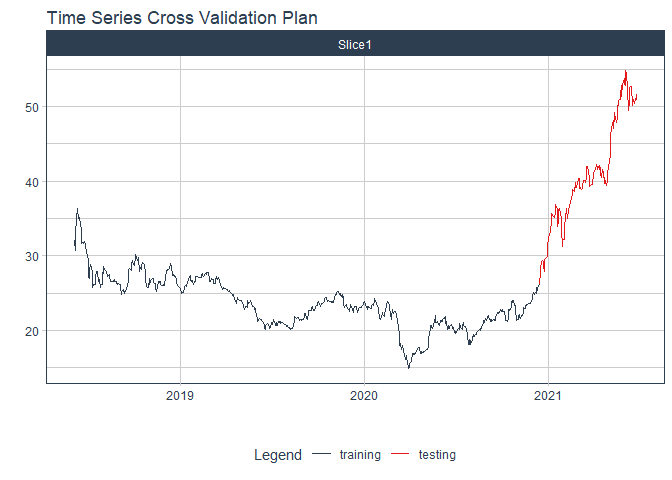 Time Series Cross Validation Plan
Slice1
50
40
30
20
2019 2020 2021
Legend training testing